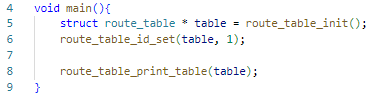 4 void main(){
5     struct route_table * table = route_table_init();
6     route_table_id_set(table, 1);
7
8     route_table_print_table(table);
9 }